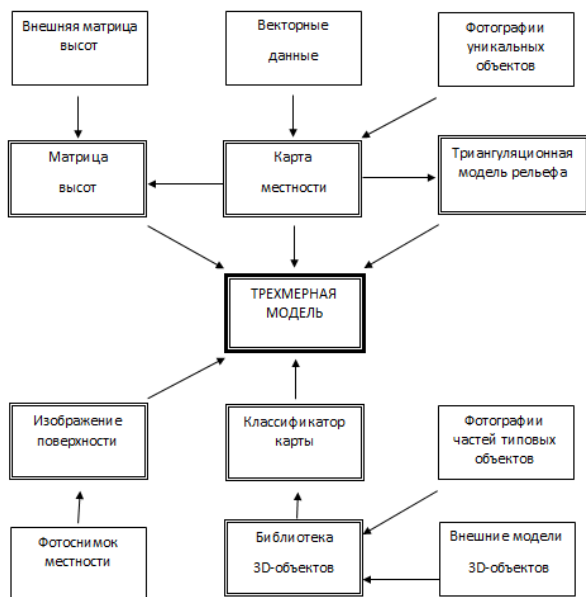 Внешняя матрица
высот
Векторные
данные
Фотографии
уникальных
объектов
Матрица
высот
Карта
местности
Триангуляционная
модель рельефа
ТРЕХМЕРНАЯ
МОДЕЛЬ
Изображение
поверхности
Классификатор
карты
Фотографии
частей типовых
объектов
Фотоснимок
местности
Библиотека
3D-объектов
Внешние модели
3D-объектов